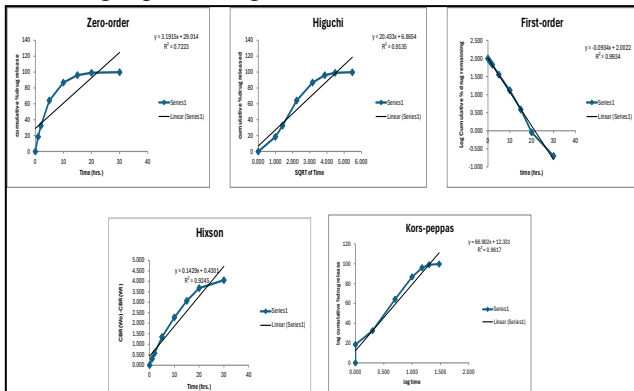 Zero-order
y = 3.1915x + 29.014
R² = 0.7223
cumulative % drug release
140
120
100
80
60
40
20
0
0 10 20 30 40
Time (hrs.)
Series1
Linear (Series1)
Higuchi
y = 20.433x + 6.8654
R² = 0.9135
cumulative % drug released
140
120
100
80
60
40
20
0
0.000 1.000 2.000 3.000 4.000 5.000 6.000
SQRT of Time
Series1
Linear (Series1)
First-order
y = -0.0934x + 2.0022
R² = 0.9934
Log Cumulative % drug remaining
2.500
2.000
1.500
1.000
0.500
0.000
-0.500
-1.000
0 10 20 30 40
time (hrs.)
Series1
Linear (Series1)
Hixson
y = 0.1429x + 0.4301
R² = 0.9245
CBR(Wo)-CBR(Wt)
5.000
4.500
4.000
3.500
3.000
2.500
2.000
1.500
1.000
0.500
0.000
0 10 20 30 40
Time (hrs.)
Series1
Linear (Series1)
Kors-peppas
y = 66.902x + 12.331
R² = 0.9617
log cumulative % drug release
120
100
80
60
40
20
0
0.000 0.500 1.000 1.500 2.000
log time
Series1
Linear (Series1)